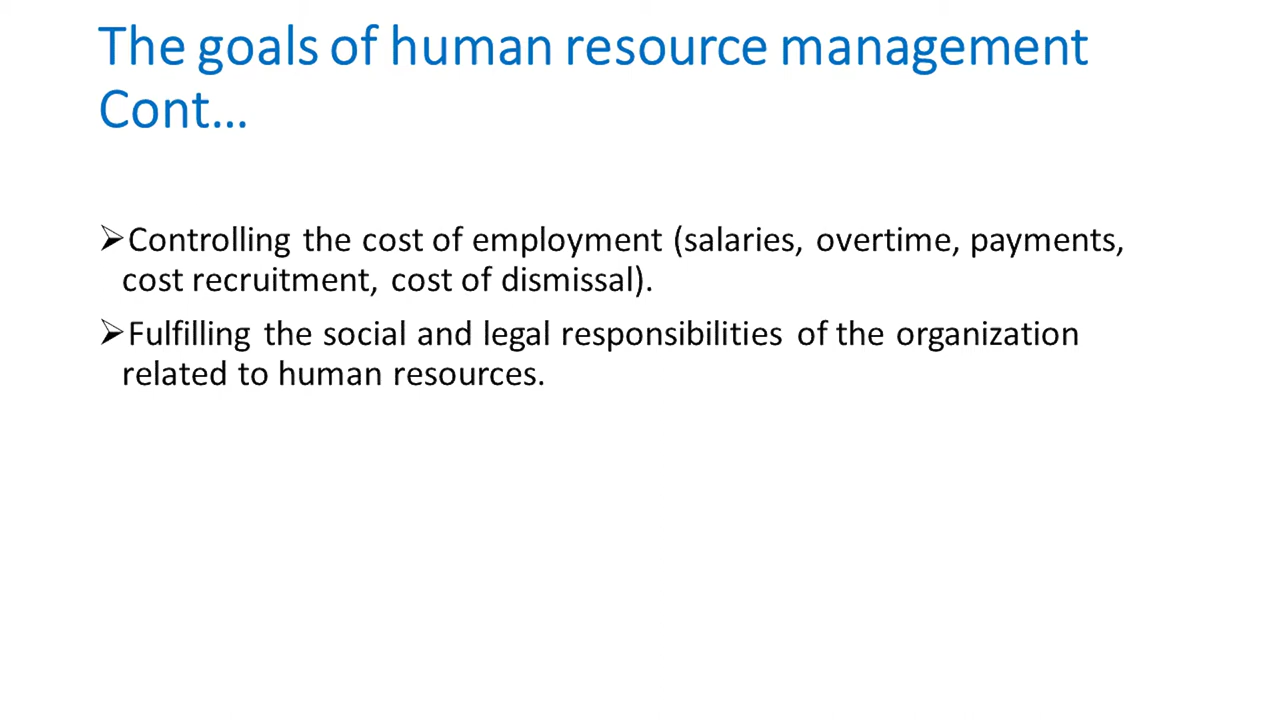 The goals of human resource management
Cont...
➢Controlling the cost of employment (salaries, overtime, payments,
cost recruitment, cost of dismissal).
➢Fulfilling the social and legal responsibilities of the organization
related to human resources.